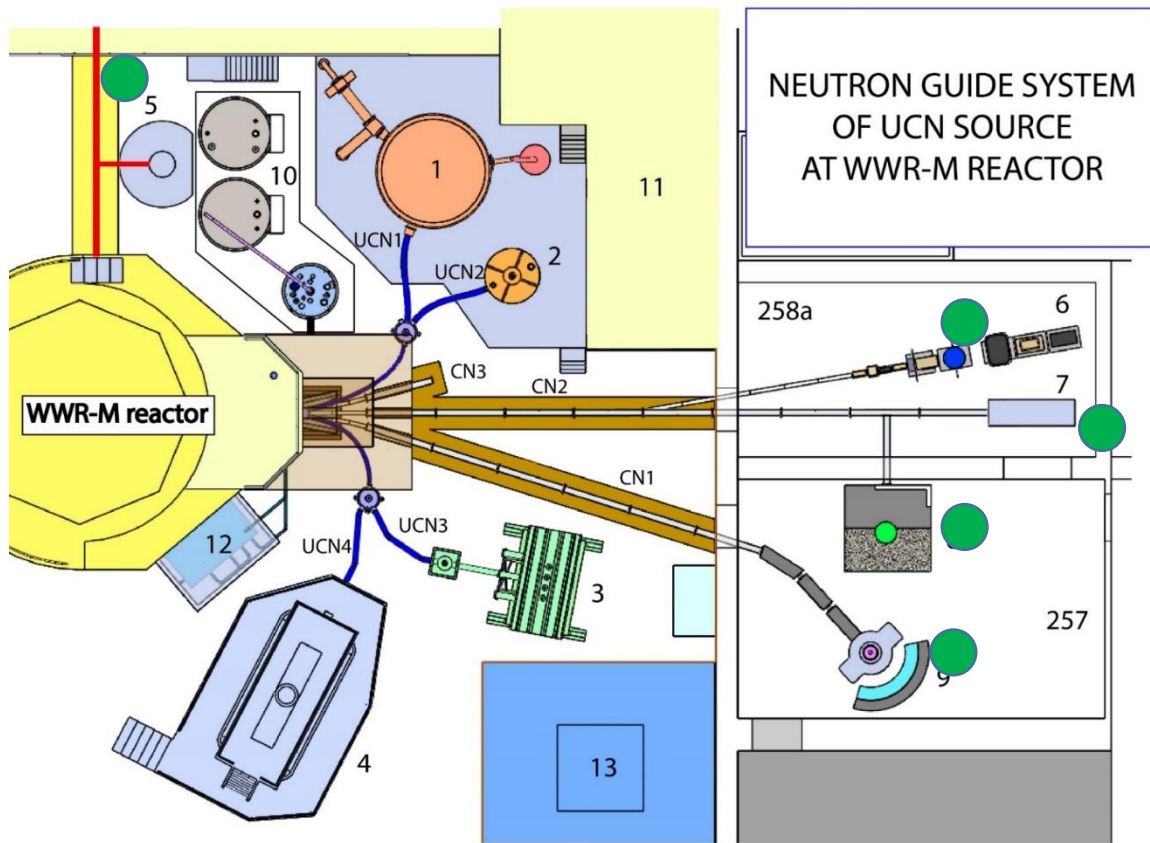 NEUTRON GUIDE SYSTEM
OF UCN SOURCE
AT WWR-M REACTOR
5
10
1
11
UCN1
UCN2
2
258a
6
CN3
CN2
7
WWR-M reactor
CN1
12
UCN3
UCN4
3
257
9
4
13